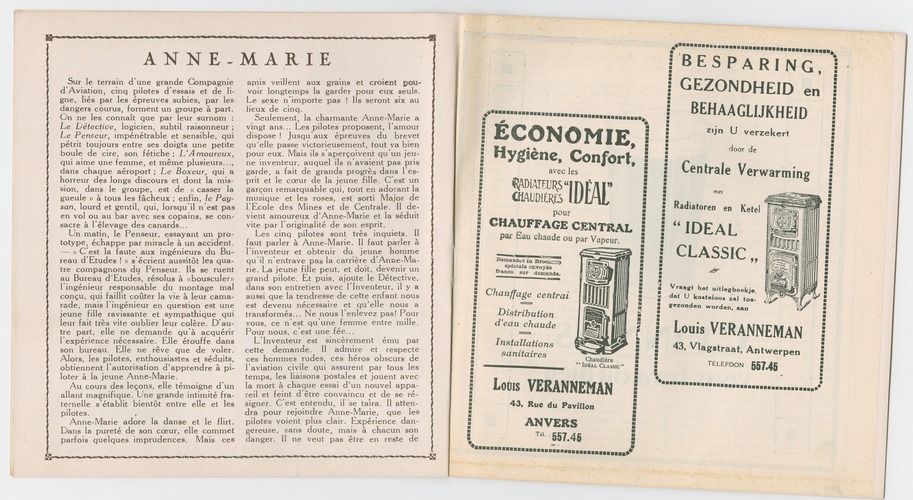 ANNE-MARIE
Sur le terrain d'une grande Compagnie
d'Aviation, cinq pilotes d'essais et de li-
gne, liés par les épreuves subies, par les
dangers courus, forment un groupe à part.
On ne les connaît que par leur surnom :
Le Détective, logicien, subtil raisonneur ;
Le Penseur, impénétrable et sensible, qui
pétrit toujours entre ses doigts une petite
boule de cire, son fétiche ; L'Amoureux,
qui aime une femme, et même plusieurs...,
dans chaque aéroport ; Le Boxeur, qui a
horreur des longs discours et dont la mis-
sion, dans le groupe, est de « casser la
gueule » à tous les fâcheux ; enfin, le Pay-
san, lourd et gentil, qui, lorsqu'il n'est pas
en vol ou au bar avec ses copains, se con-
sacre à l'élevage des canards...
Un matin, le Penseur, essayant un pro-
totype, échappe par miracle à un accident.
— « C'est la faute aux ingénieurs du Bu-
reau d'Etudes ! » s'écrient aussitôt les qua-
tre compagnons du Penseur. Ils se ruent
au Bureau d'Etudes, résolus à «bousculer»
l'ingénieur responsable du montage mal
conçu, qui faillit coûter la vie à leur cama-
rade, mais l'ingénieur en question est une
jeune fille ravissante et sympathique qui
leur fait très vite oublier leur colère. D'au-
tre part, elle ne demande qu'à acquérir
l'expérience nécessaire. Elle étouffe dans
son bureau. Elle ne rêve que de voler.
Alors, les pilotes, enthousiastes et séduits,
obtiennent l'autorisation d'apprendre à pi-
loter à la jeune Anne-Marie.
Au cours des leçons, elle témoigne d'un
allant magnifique. Une grande intimité fra-
ternelle s'établit bientôt entre elle et les
pilotes.
Anne-Marie adore la danse et le flirt.
Dans la pureté de son cœur, elle commet
parfois quelques imprudences. Mais ces
amis veillent aux grains et croient pou-
voir longtemps la garder pour eux seuls.
Le sexe n'importe pas ! Ils seront six au
lieux de cinq.
Seulement, la charmante Anne-Marie a
vingt ans... Les pilotes proposent, l'amour
dispose ! Jusqu'aux épreuves du brevet
qu'elle passe victorieusement, tout va bien
pour eux. Mais ils s'aperçoivent qu'un jeu-
ne inventeur, auquel ils n'avaient pas pris
garde, a fait de grands progrès dans l'es-
prit et le cœur de la jeune fille. C'est un
garçon remarquable qui, tout en adorant la
musique et les roses, est sorti Major de
l'Ecole des Mines et de Centrale. Il de-
vient amoureux d'Anne-Marie et la séduit
vite par l'originalité de son esprit.
Les cinq pilotes sont très inquiets. Il
faut parler à Anne-Marie. Il faut parler à
l'inventeur et obtenir du jeune homme
qu'il n'entrave pas la carrière d'Anne-Ma-
rie. La jeune fille peut, et doit, devenir un
grand pilote. Et puis, ajoute le Détective,
dans son entretien avec l'Inventeur, il y a
aussi que la tendresse de cette enfant nous
est devenu nécessaire et qu'elle nous a
transformés... Ne nous l'enlevez pas! Pour
vous, ce n'est qu'une femme entre mille.
Pour nous, c'est une fée...
L'Inventeur est sincèrement ému par
cette demande. Il admire et respecte
ces hommes rudes, ces héros obscurs de
l'aviation civile qui assurent par tous les
temps, les liaisons postales et jouent avec
la mort à chaque essai d'un nouvel appa-
reil et feint d'être convaincu et de se ré-
signer. C'est entendu, il se taira. Il atten-
dra pour rejoindre Anne-Marie, que les
pilotes voient plus clair. Expérience dan-
gereuse, sans doute, mais à chacun son
danger. Il ne veut pas être en reste de
ÉCONOMIE,
Hygiène, Confort,
avec les
RADIATEURS
CHAUDIÈRES "IDÉAL"
pour
CHAUFFAGE CENTRAL
par Eau chaude ou par Vapeur.
Demandez la Brochure
spéciale envoyée
franco sur demande.
Chauffage central
Distribution
d'eau chaude
Installations
sanitaires
Chaudière
"IDEAL CLASSIC"
Louis VERANNEMAN
43, Rue du Pavillon
ANVERS
Tél. 557.45
BESPARING,
GEZONDHEID en
BEHAAGLIJKHEID
zijn U verzekert
door de
Centrale Verwarming
met
Radiatoren en Ketel
"IDEAL
CLASSIC„
Vraagt het uitlegboekje,
dat U kosteloos zal toe-
gezonden worden, aan
Louis VERANNEMAN
43, Vlagstraat, Antwerpen
TELEFOON 557.45